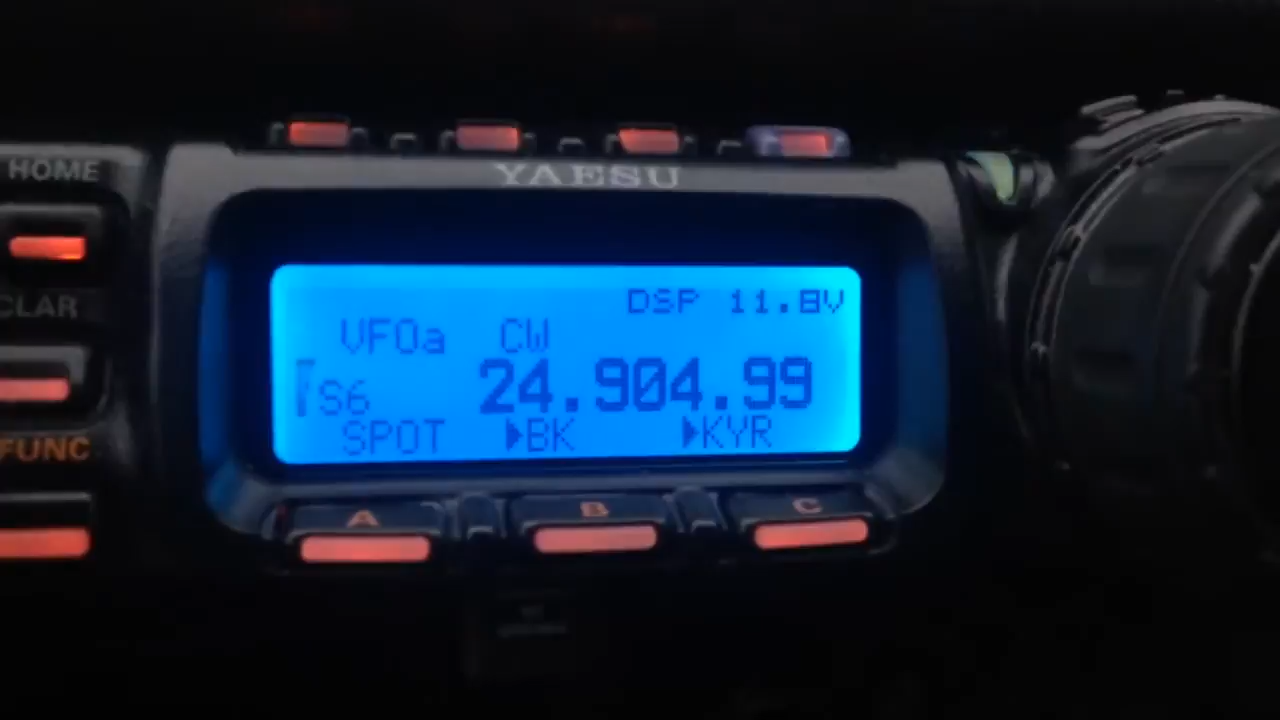 HOME
YAESU
CLAR
DSP 11.8V
VFOa CW
S6 24.904.99
SPOT ▶BK ▶KYR
FUNC
A B C